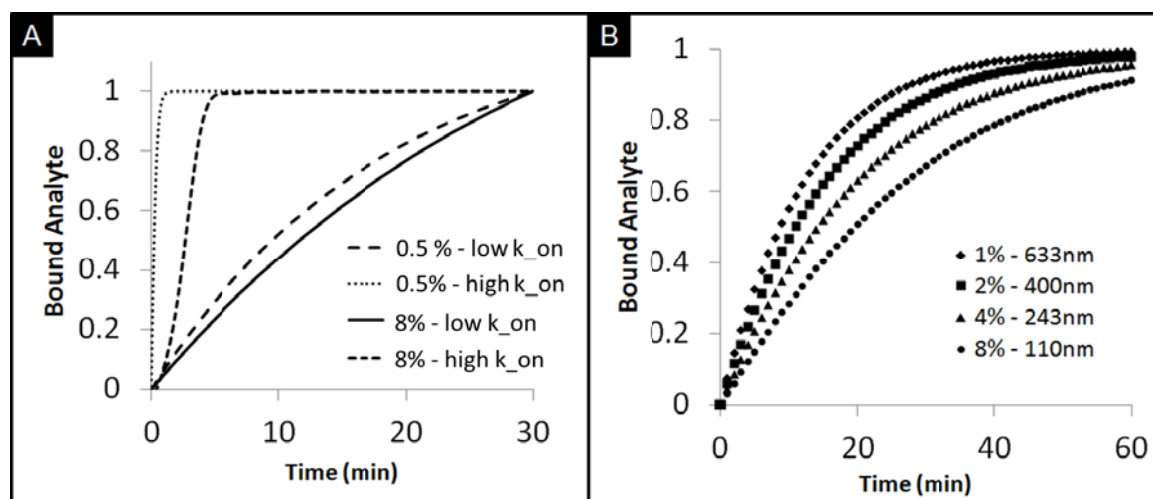 A
Bound Analyte
1
0.8
0.6
0.4
0.2
0
0.5 % - low k_on
0.5% - high k_on
8% - low k_on
8% - high k_on
0 10 20 30
Time (min)
B
Bound Analyte
1
0.8
0.6
0.4
0.2
0
1% - 633nm
2% - 400nm
4% - 243nm
8% - 110nm
0 20 40 60
Time (min)